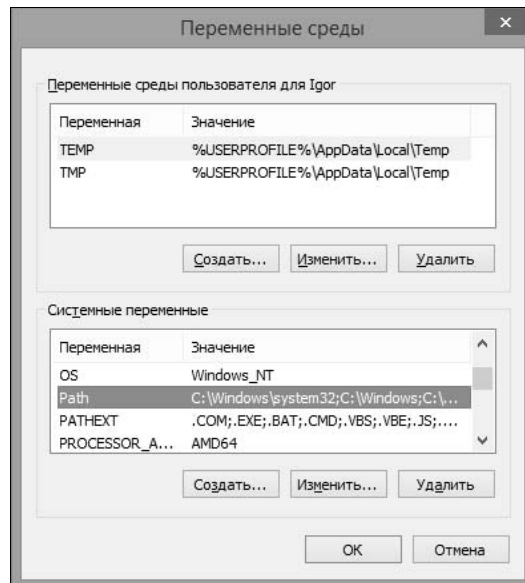 Переменные среды
Переменные среды пользователя для Igor
Переменная Значение
TEMP %USERPROFILE%\AppData\Local\Temp
TMP %USERPROFILE%\AppData\Local\Temp
Создать... Изменить... Удалить
Системные переменные
Переменная Значение
OS Windows_NT
Path C:\Windows\system32;C:\Windows;C:\...
PATHEXT .COM;.EXE;.BAT;.CMD;.VBS;.VBE;.JS;....
PROCESSOR_A... AMD64
Создать... Изменить... Удалить
ОК Отмена